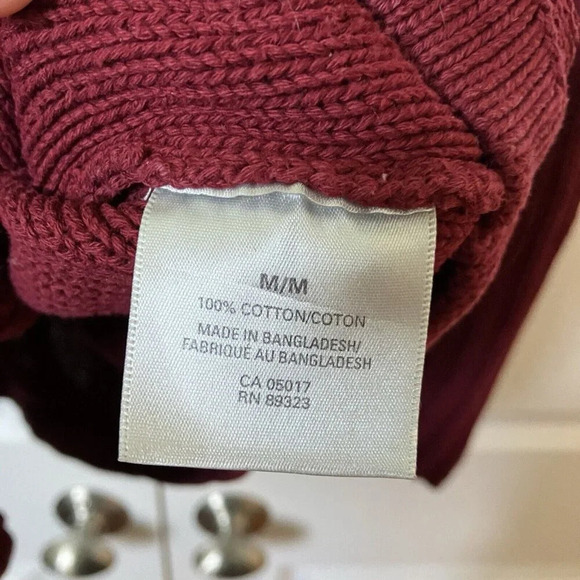 M/M
100% COTTON/COTON
MADE IN BANGLADESH/
FABRIQUÉ AU BANGLADESH
CA 05017
RN 89323